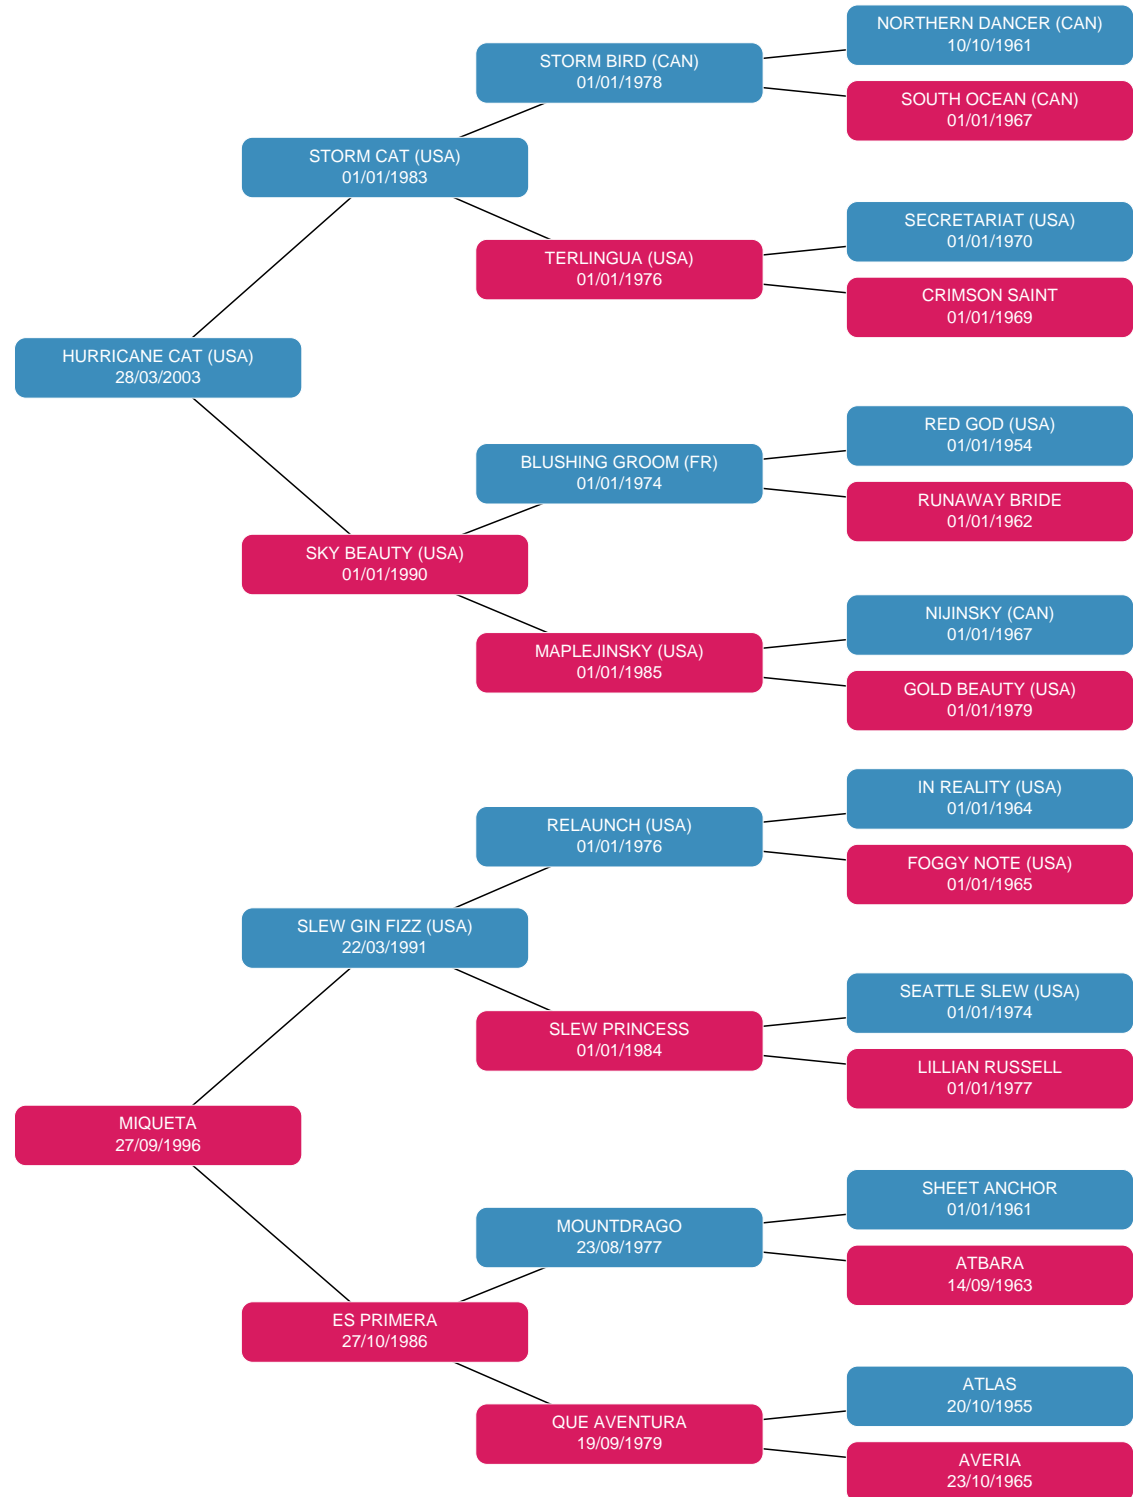 NORTHERN DANCER (CAN)
10/10/1961
STORM BIRD (CAN)
01/01/1978
SOUTH OCEAN (CAN)
01/01/1967
STORM CAT (USA)
01/01/1983
SECRETARIAT (USA)
01/01/1970
TERLINGUA (USA)
01/01/1976
CRIMSON SAINT
01/01/1969
HURRICANE CAT (USA)
28/03/2003
RED GOD (USA)
01/01/1954
BLUSHING GROOM (FR)
01/01/1974
RUNAWAY BRIDE
01/01/1962
SKY BEAUTY (USA)
01/01/1990
NIJINSKY (CAN)
01/01/1967
MAPLEJINSKY (USA)
01/01/1985
GOLD BEAUTY (USA)
01/01/1979
IN REALITY (USA)
01/01/1964
RELAUNCH (USA)
01/01/1976
FOGGY NOTE (USA)
01/01/1965
SLEW GIN FIZZ (USA)
22/03/1991
SEATTLE SLEW (USA)
01/01/1974
SLEW PRINCESS
01/01/1984
LILLIAN RUSSELL
01/01/1977
MIQUETA
27/09/1996
SHEET ANCHOR
01/01/1961
MOUNTDRAGO
23/08/1977
ATBARA
14/09/1963
ES PRIMERA
27/10/1986
ATLAS
20/10/1955
QUE AVENTURA
19/09/1979
AVERIA
23/10/1965